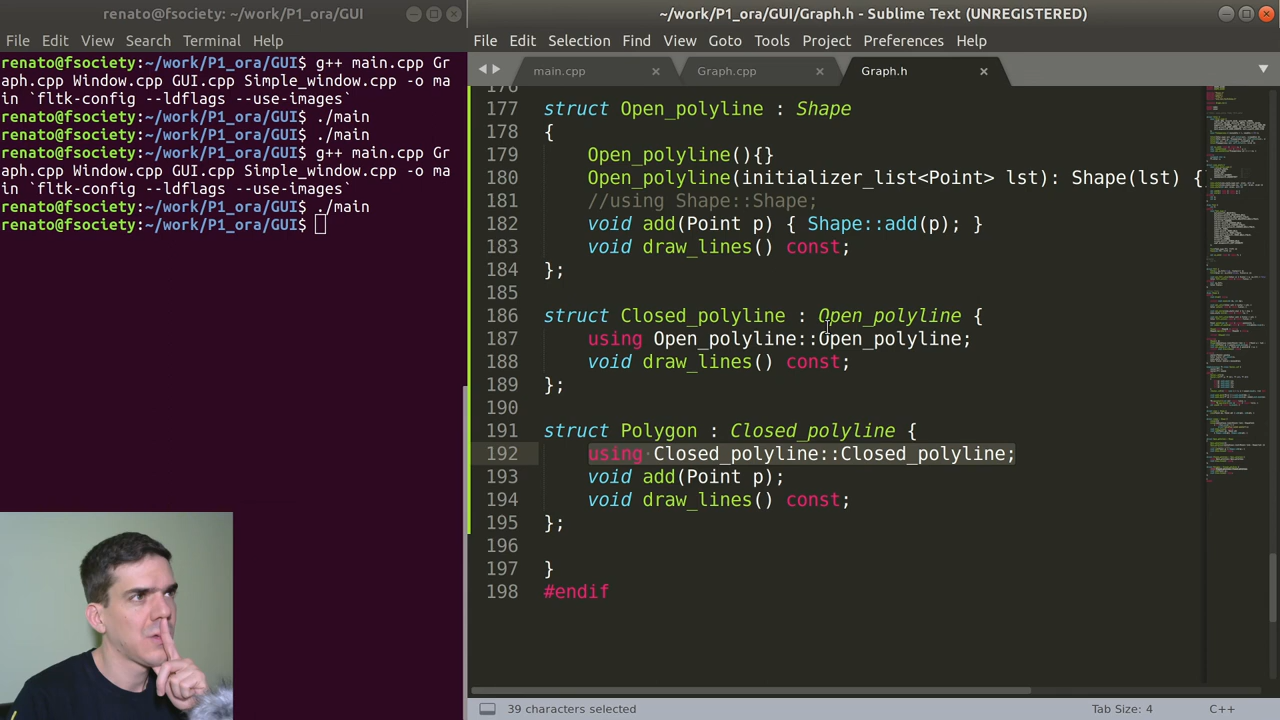 renato@fsociety: ~/work/P1_ora/GUI
File Edit View Search Terminal Help
renato@fsociety:~/work/P1_ora/GUI$ g++ main.cpp Gr
aph.cpp Window.cpp GUI.cpp Simple_window.cpp -o ma
in `fltk-config --ldflags --use-images`
renato@fsociety:~/work/P1_ora/GUI$ ./main
renato@fsociety:~/work/P1_ora/GUI$ ./main
renato@fsociety:~/work/P1_ora/GUI$ g++ main.cpp Gr
aph.cpp Window.cpp GUI.cpp Simple_window.cpp -o ma
in `fltk-config --ldflags --use-images`
renato@fsociety:~/work/P1_ora/GUI$ ./main
renato@fsociety:~/work/P1_ora/GUI$
~/work/P1_ora/GUI/Graph.h - Sublime Text (UNREGISTERED)
File Edit Selection Find View Goto Tools Project Preferences Help
main.cpp Graph.cpp Graph.h
176
177 struct Open_polyline : Shape
178 {
179 Open_polyline(){}
180 Open_polyline(initializer_list<Point> lst): Shape(lst) {
181 //using Shape::Shape;
182 void add(Point p) { Shape::add(p); }
183 void draw_lines() const;
184 };
185
186 struct Closed_polyline : Open_polyline {
187 using Open_polyline::Open_polyline;
188 void draw_lines() const;
189 };
190
191 struct Polygon : Closed_polyline {
192 using Closed_polyline::Closed_polyline;
193 void add(Point p);
194 void draw_lines() const;
195 };
196
197 }
198 #endif
39 characters selected
Tab Size: 4
C++